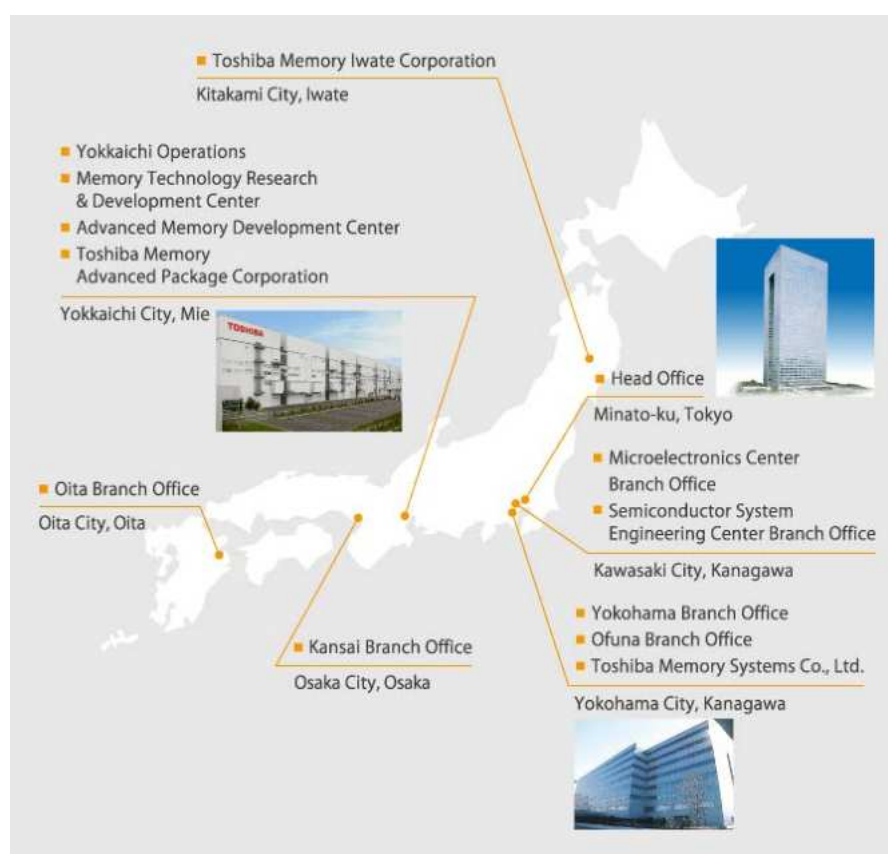 Toshiba Memory Iwate Corporation
Kitakami City, Iwate
Yokkaichi Operations
Memory Technology Research
& Development Center
Advanced Memory Development Center
Toshiba Memory
Advanced Package Corporation
Yokkaichi City, Mie
TOSHIBA
Head Office
Minato-ku, Tokyo
Microelectronics Center
Branch Office
Semiconductor System
Engineering Center Branch Office
Kawasaki City, Kanagawa
Oita Branch Office
Oita City, Oita
Kansai Branch Office
Osaka City, Osaka
Yokohama Branch Office
Ofuna Branch Office
Toshiba Memory Systems Co., Ltd.
Yokohama City, Kanagawa